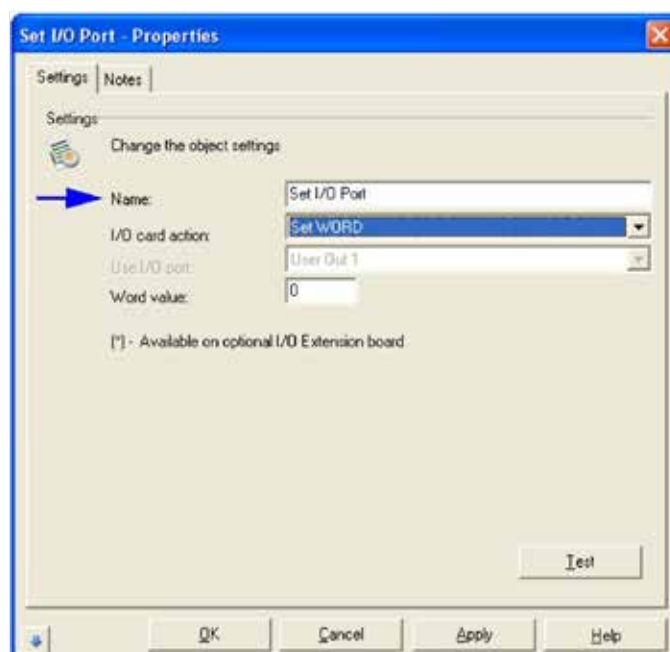 Set I/O Port - Properties
Settings Notes
Settings
Change the object settings
Name: Set I/O Port
I/O card action: Set WORD
Use I/O port: User Out 1
Word value: 0
(*) - Available on optional I/O Extension board
Test
OK Cancel Apply Help